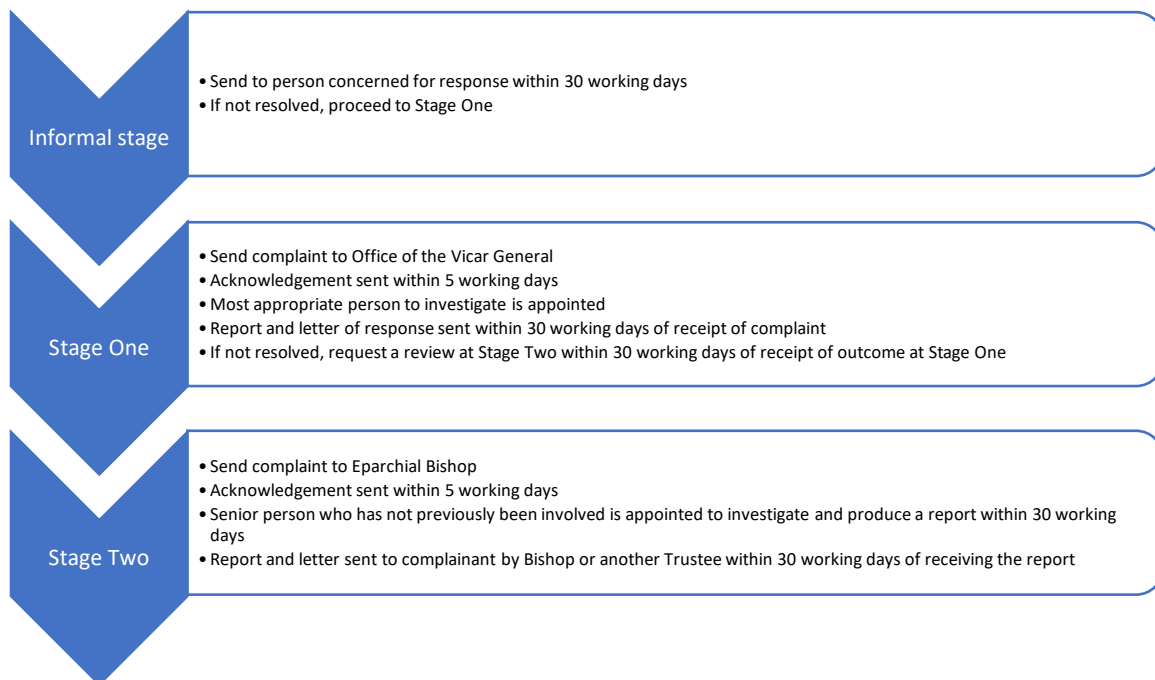 Informal stage
• Send to person concerned for response within 30 working days
• If not resolved, proceed to Stage One
Stage One
• Send complaint to Office of the Vicar General
• Acknowledgement sent within 5 working days
• Most appropriate person to investigate is appointed
• Report and letter of response sent within 30 working days of receipt of complaint
• If not resolved, request a review at Stage Two within 30 working days of receipt of outcome at Stage One
Stage Two
• Send complaint to Eparchial Bishop
• Acknowledgement sent within 5 working days
• Senior person who has not previously been involved is appointed to investigate and produce a report within 30 working
days
• Report and letter sent to complainant by Bishop or another Trustee within 30 working days of receiving the report